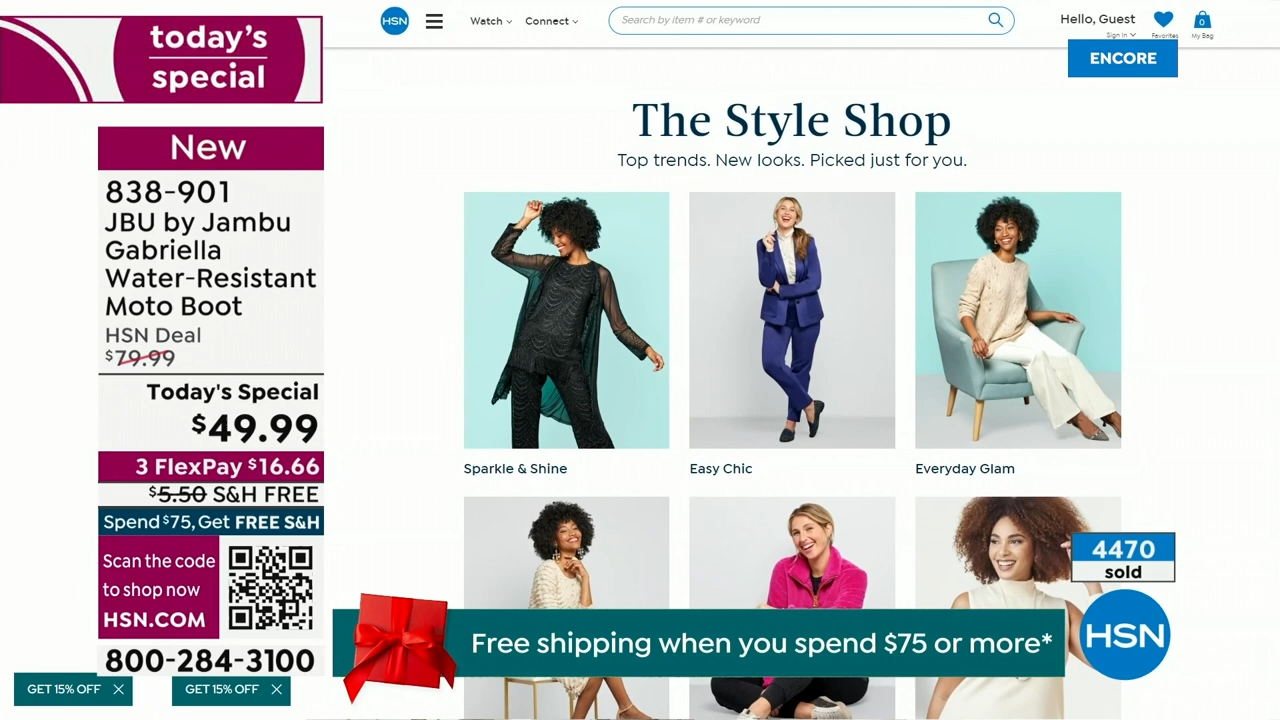 today's
special
New
838-901
JBU by Jambu
Gabriella
Water-Resistant
Moto Boot
HSN Deal
$79.99
Today's Special
$49.99
3 FlexPay $16.66
$5.50 S&H FREE
Spend $75, Get FREE S&H
Scan the code
to shop now
HSN.COM
800-284-3100
GET 15% OFF
GET 15% OFF
HSN
Watch
Connect
Search by item # or keyword
Hello, Guest
Sign In
Favorites
0
My Bag
ENCORE
The Style Shop
Top trends. New looks. Picked just for you.
Sparkle & Shine
Easy Chic
Everyday Glam
4470
sold
Free shipping when you spend $75 or more*
HSN